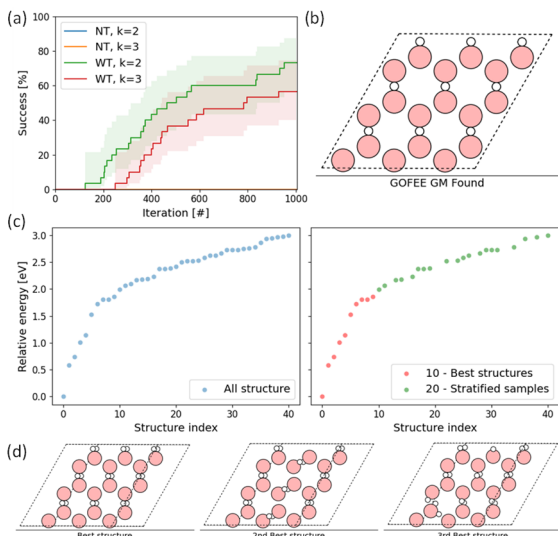 (a)
100
80
60
40
20
0
Success [%]
NT, k=2
NT, k=3
WT, k=2
WT, k=3
0 200 400 600 800 1000
Iteration [#]
(b)
GOFEE GM Found
(c)
3.0
2.5
2.0
1.5
1.0
0.5
0.0
Relative energy [eV]
All structure
0 10 20 30 40
Structure index
10 - Best structures
20 - Stratified samples
0 10 20 30 40
Structure index
(d)
Best structure
2nd Best structure
3rd Best structure